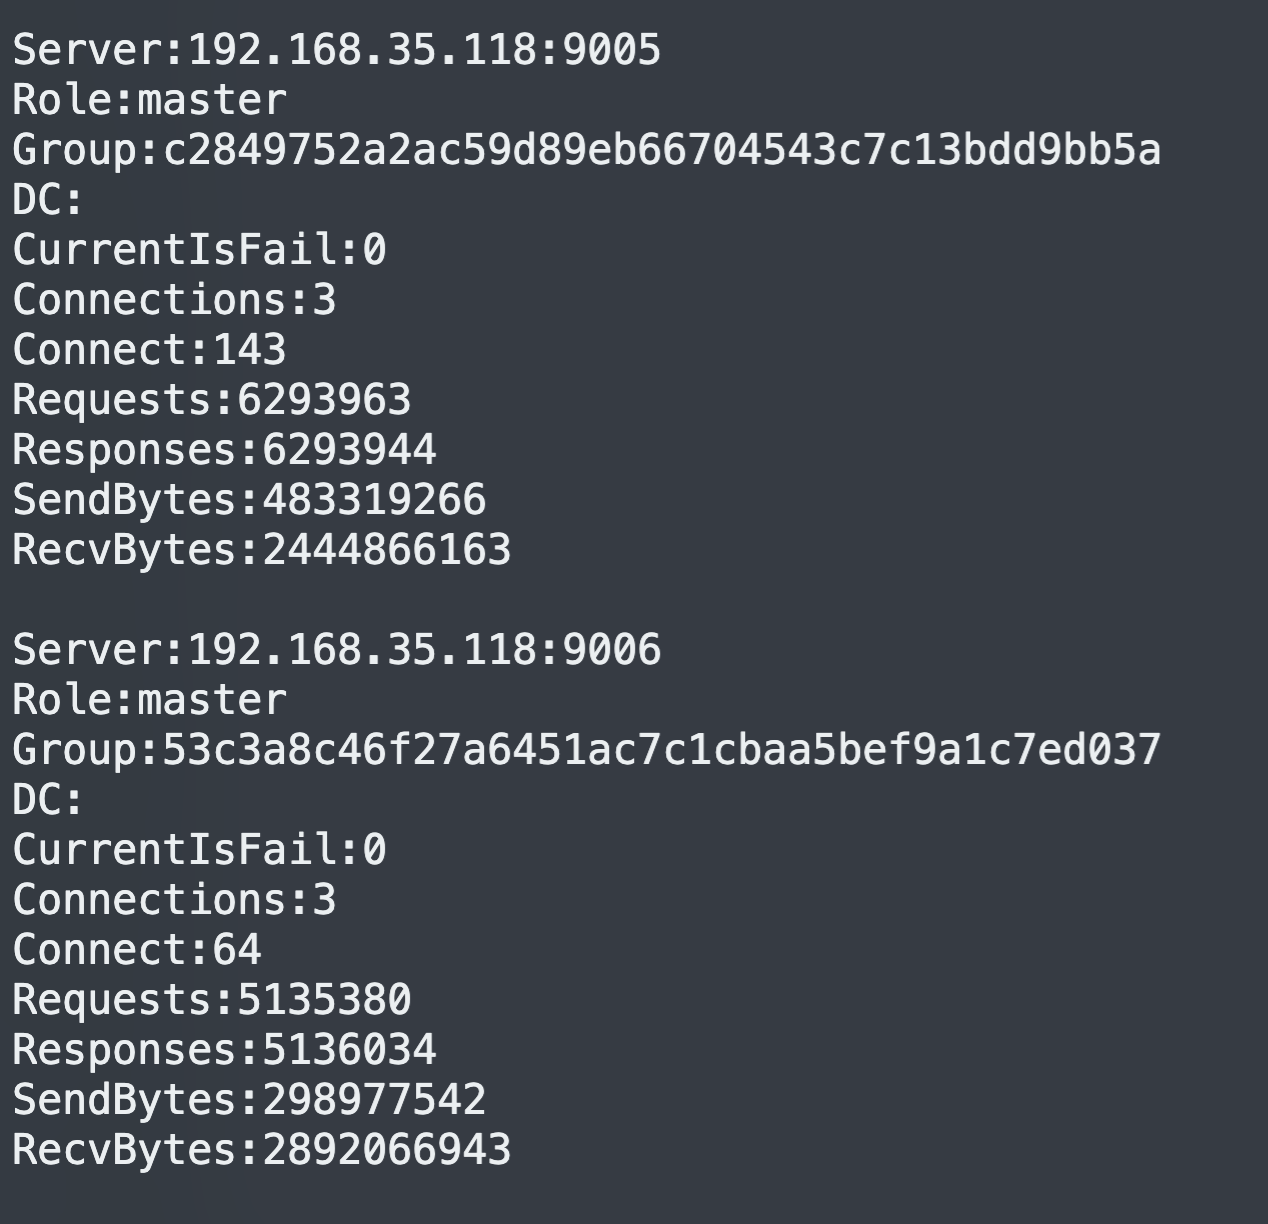 Server:192.168.35.118:9005
Role:master
Group:c2849752a2ac59d89eb66704543c7c13bdd9bb5a
DC:
CurrentIsFail:0
Connections:3
Connect:143
Requests:6293963
Responses:6293944
SendBytes:483319266
RecvBytes:2444866163

Server:192.168.35.118:9006
Role:master
Group:53c3a8c46f27a6451ac7c1cbaa5bef9a1c7ed037
DC:
CurrentIsFail:0
Connections:3
Connect:64
Requests:5135380
Responses:5136034
SendBytes:298977542
RecvBytes:2892066943